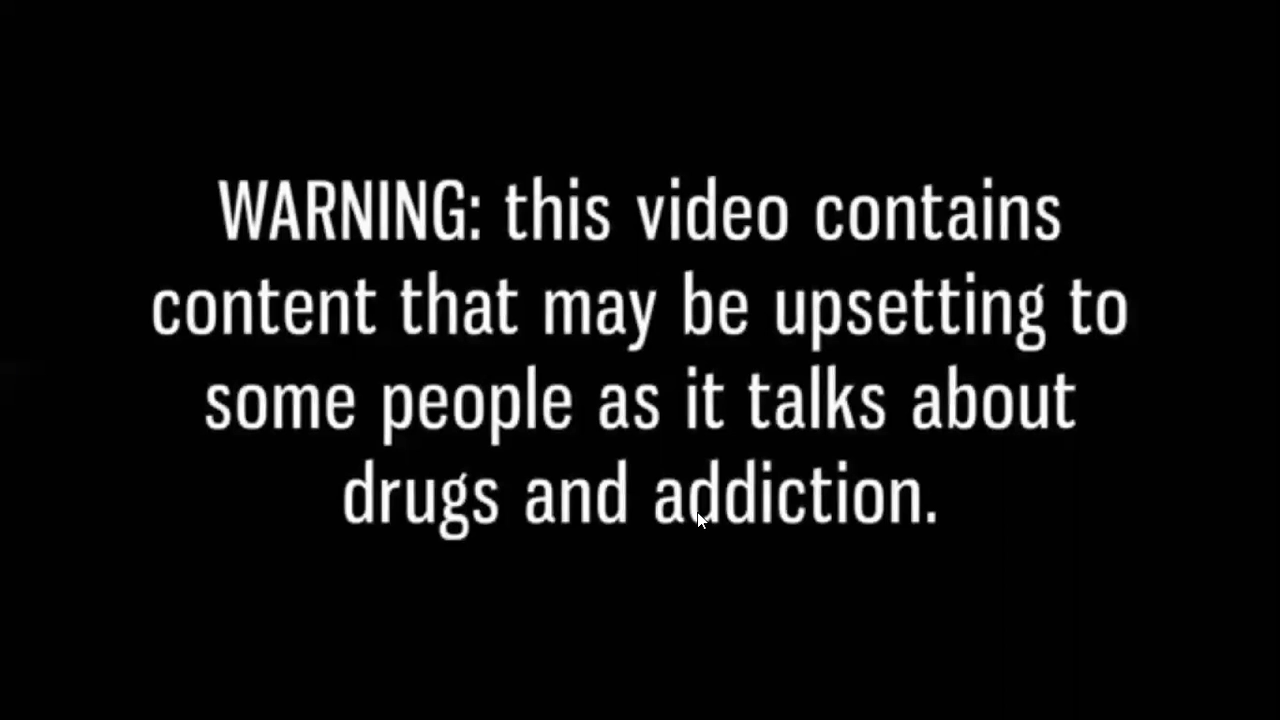 WARNING: this video contains
content that may be upsetting to
some people as it talks about
drugs and addiction.